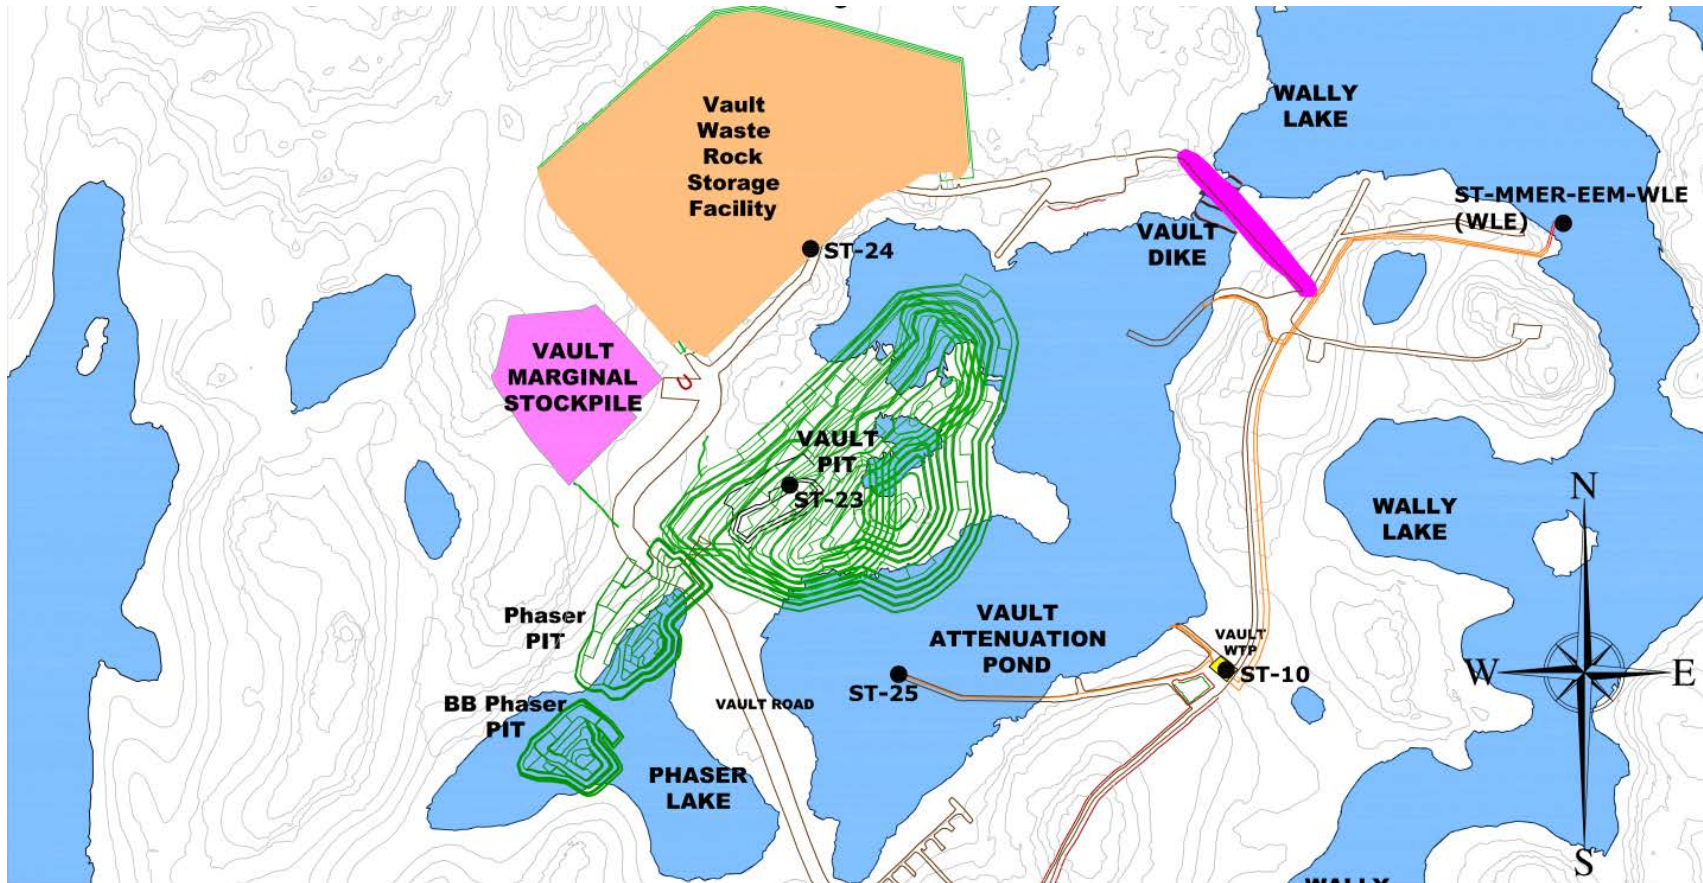 Vault
Waste
Rock
Storage
Facility
WALLY
LAKE
ST-MMER-EEM-WLE
(WLE)
VAULT
DIKE
ST-24
VAULT
MARGINAL
STOCKPILE
VAULT
PIT
ST-23
WALLY
LAKE
N
Phaser
PIT
VAULT
ATTENUATION
POND
VAULT
WTP
ST-10
W
E
ST-25
BB Phaser
PIT
VAULT ROAD
PHASER
LAKE
S
WALLY